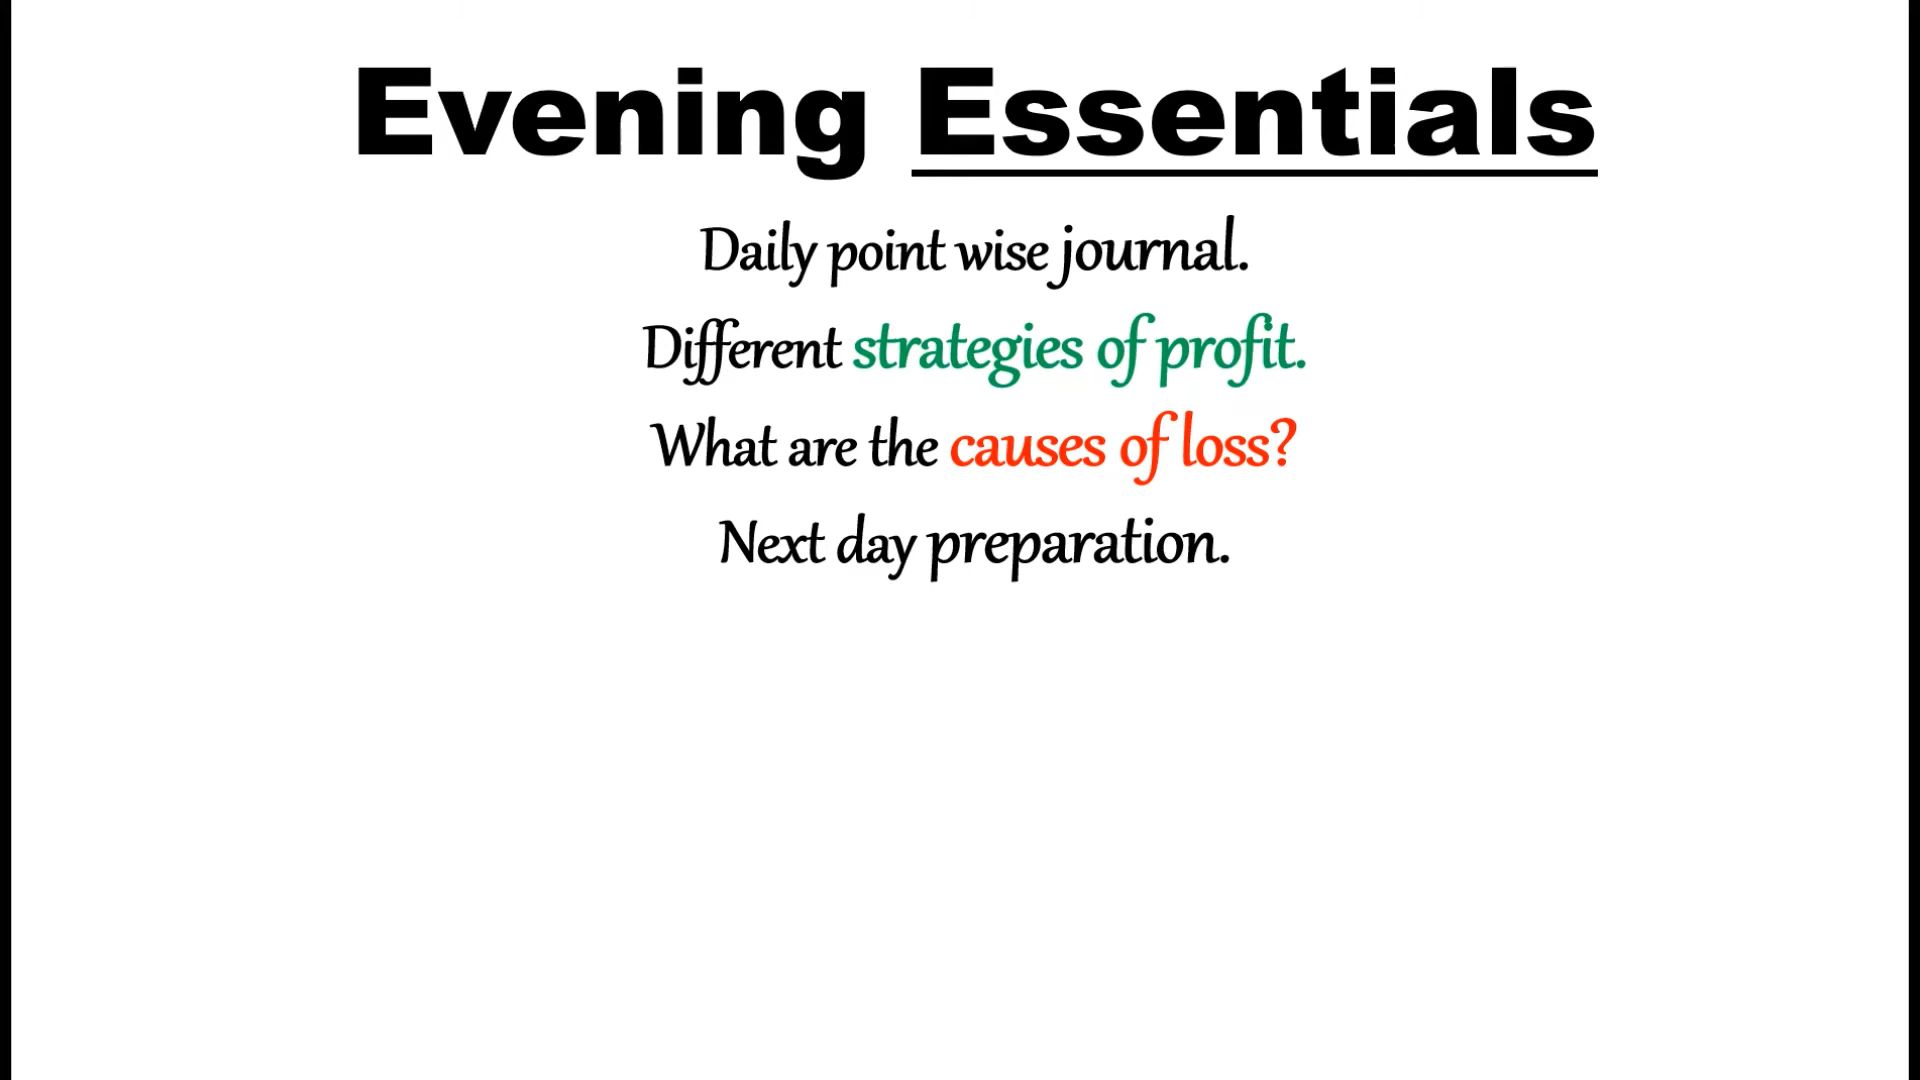 Evening Essentials
Daily point wise journal.
Different strategies of profit.
What are the causes of loss?
Next day preparation.